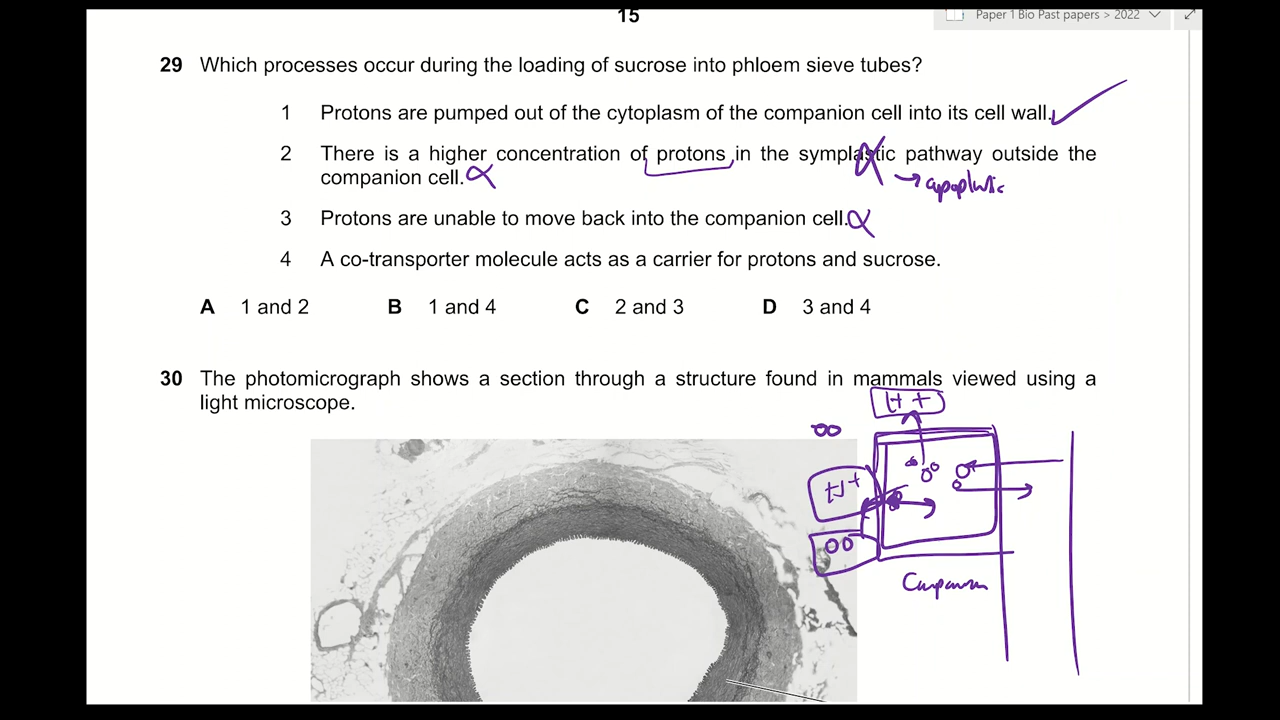 15
Paper 1 Bio Past papers > 2022
29 Which processes occur during the loading of sucrose into phloem sieve tubes?
1 Protons are pumped out of the cytoplasm of the companion cell into its cell wall.
2 There is a higher concentration of protons in the symplastic pathway outside the
companion cell.
3 Protons are unable to move back into the companion cell.
4 A co-transporter molecule acts as a carrier for protons and sucrose.
A 1 and 2 B 1 and 4 C 2 and 3 D 3 and 4
30 The photomicrograph shows a section through a structure found in mammals viewed using a
light microscope.
H+
H+